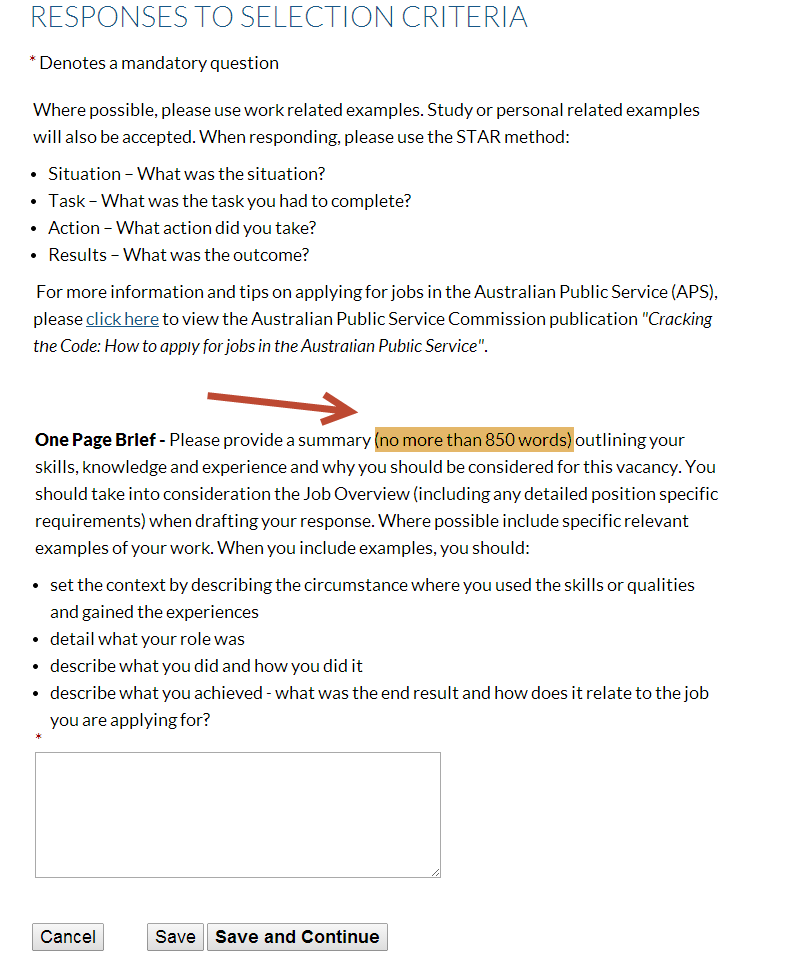 RESPONSES TO SELECTION CRITERIA
* Denotes a mandatory question
Where possible, please use work related examples. Study or personal related examples
will also be accepted. When responding, please use the STAR method:
• Situation – What was the situation?
• Task – What was the task you had to complete?
• Action – What action did you take?
• Results – What was the outcome?
For more information and tips on applying for jobs in the Australian Public Service (APS),
please click here to view the Australian Public Service Commission publication "Cracking
the Code: How to apply for jobs in the Australian Public Service".
One Page Brief - Please provide a summary (no more than 850 words) outlining your
skills, knowledge and experience and why you should be considered for this vacancy. You
should take into consideration the Job Overview (including any detailed position specific
requirements) when drafting your response. Where possible include specific relevant
examples of your work. When you include examples, you should:
• set the context by describing the circumstance where you used the skills or qualities
and gained the experiences
• detail what your role was
• describe what you did and how you did it
• describe what you achieved - what was the end result and how does it relate to the job
you are applying for?
*
Cancel Save Save and Continue